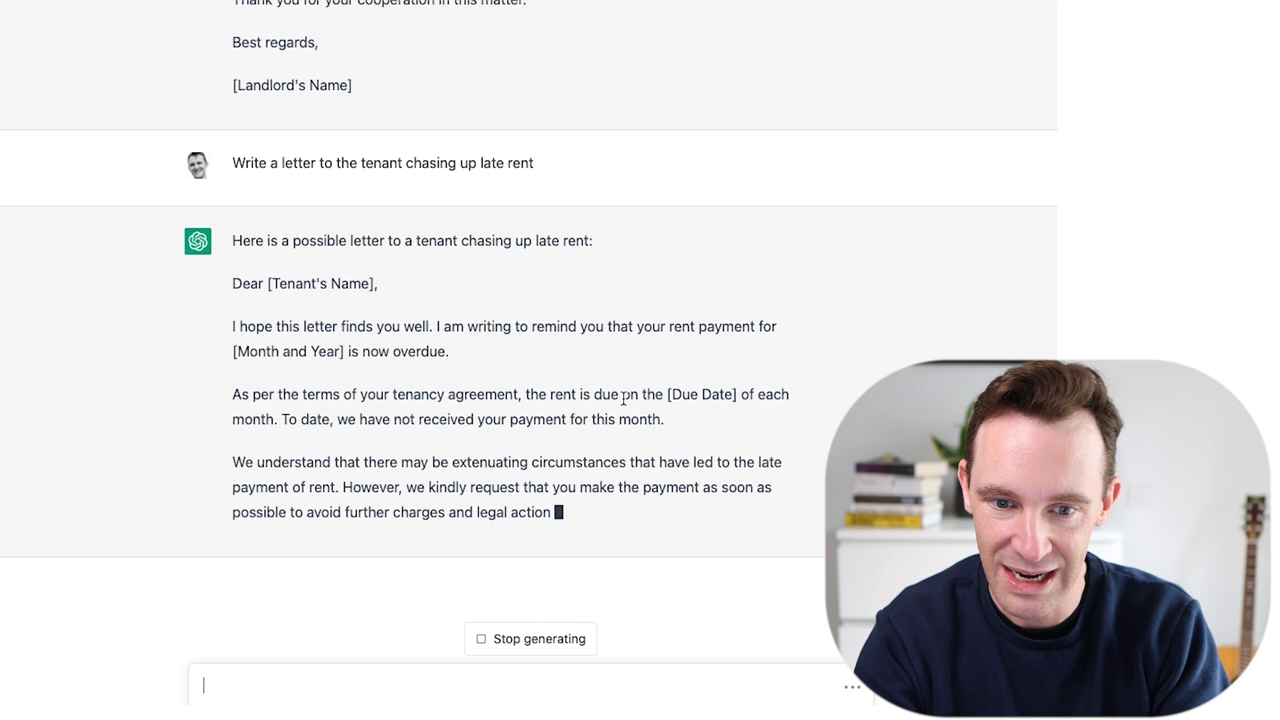 Thank you for your cooperation in this matter.
Best regards,
[Landlord's Name]
Write a letter to the tenant chasing up late rent
Here is a possible letter to a tenant chasing up late rent:
Dear [Tenant's Name],
I hope this letter finds you well. I am writing to remind you that your rent payment for
[Month and Year] is now overdue.
As per the terms of your tenancy agreement, the rent is due on the [Due Date] of each
month. To date, we have not received your payment for this month.
We understand that there may be extenuating circumstances that have led to the late
payment of rent. However, we kindly request that you make the payment as soon as
possible to avoid further charges and legal action
Stop generating